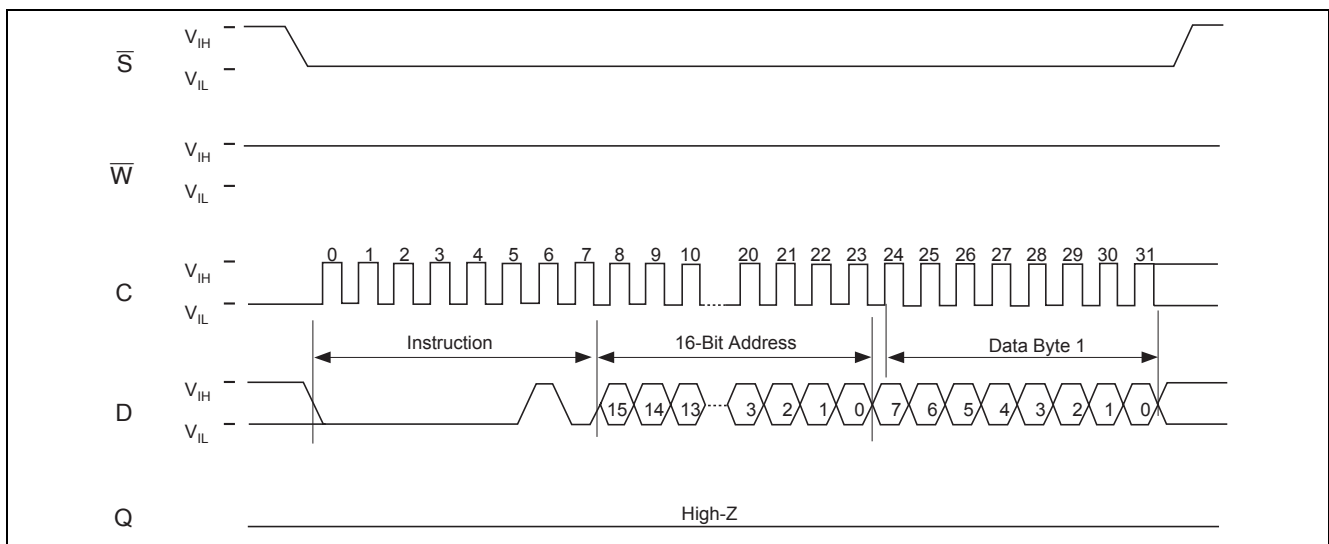 S̅
V_IH
V_IL
W̅
V_IH
V_IL
C
V_IH
V_IL
0 1 2 3 4 5 6 7 8 9 10 20 21 22 23 24 25 26 27 28 29 30 31
Instruction
16-Bit Address
Data Byte 1
D
V_IH
V_IL
15 14 13 3 2 1 0 7 6 5 4 3 2 1 0
Q
High-Z